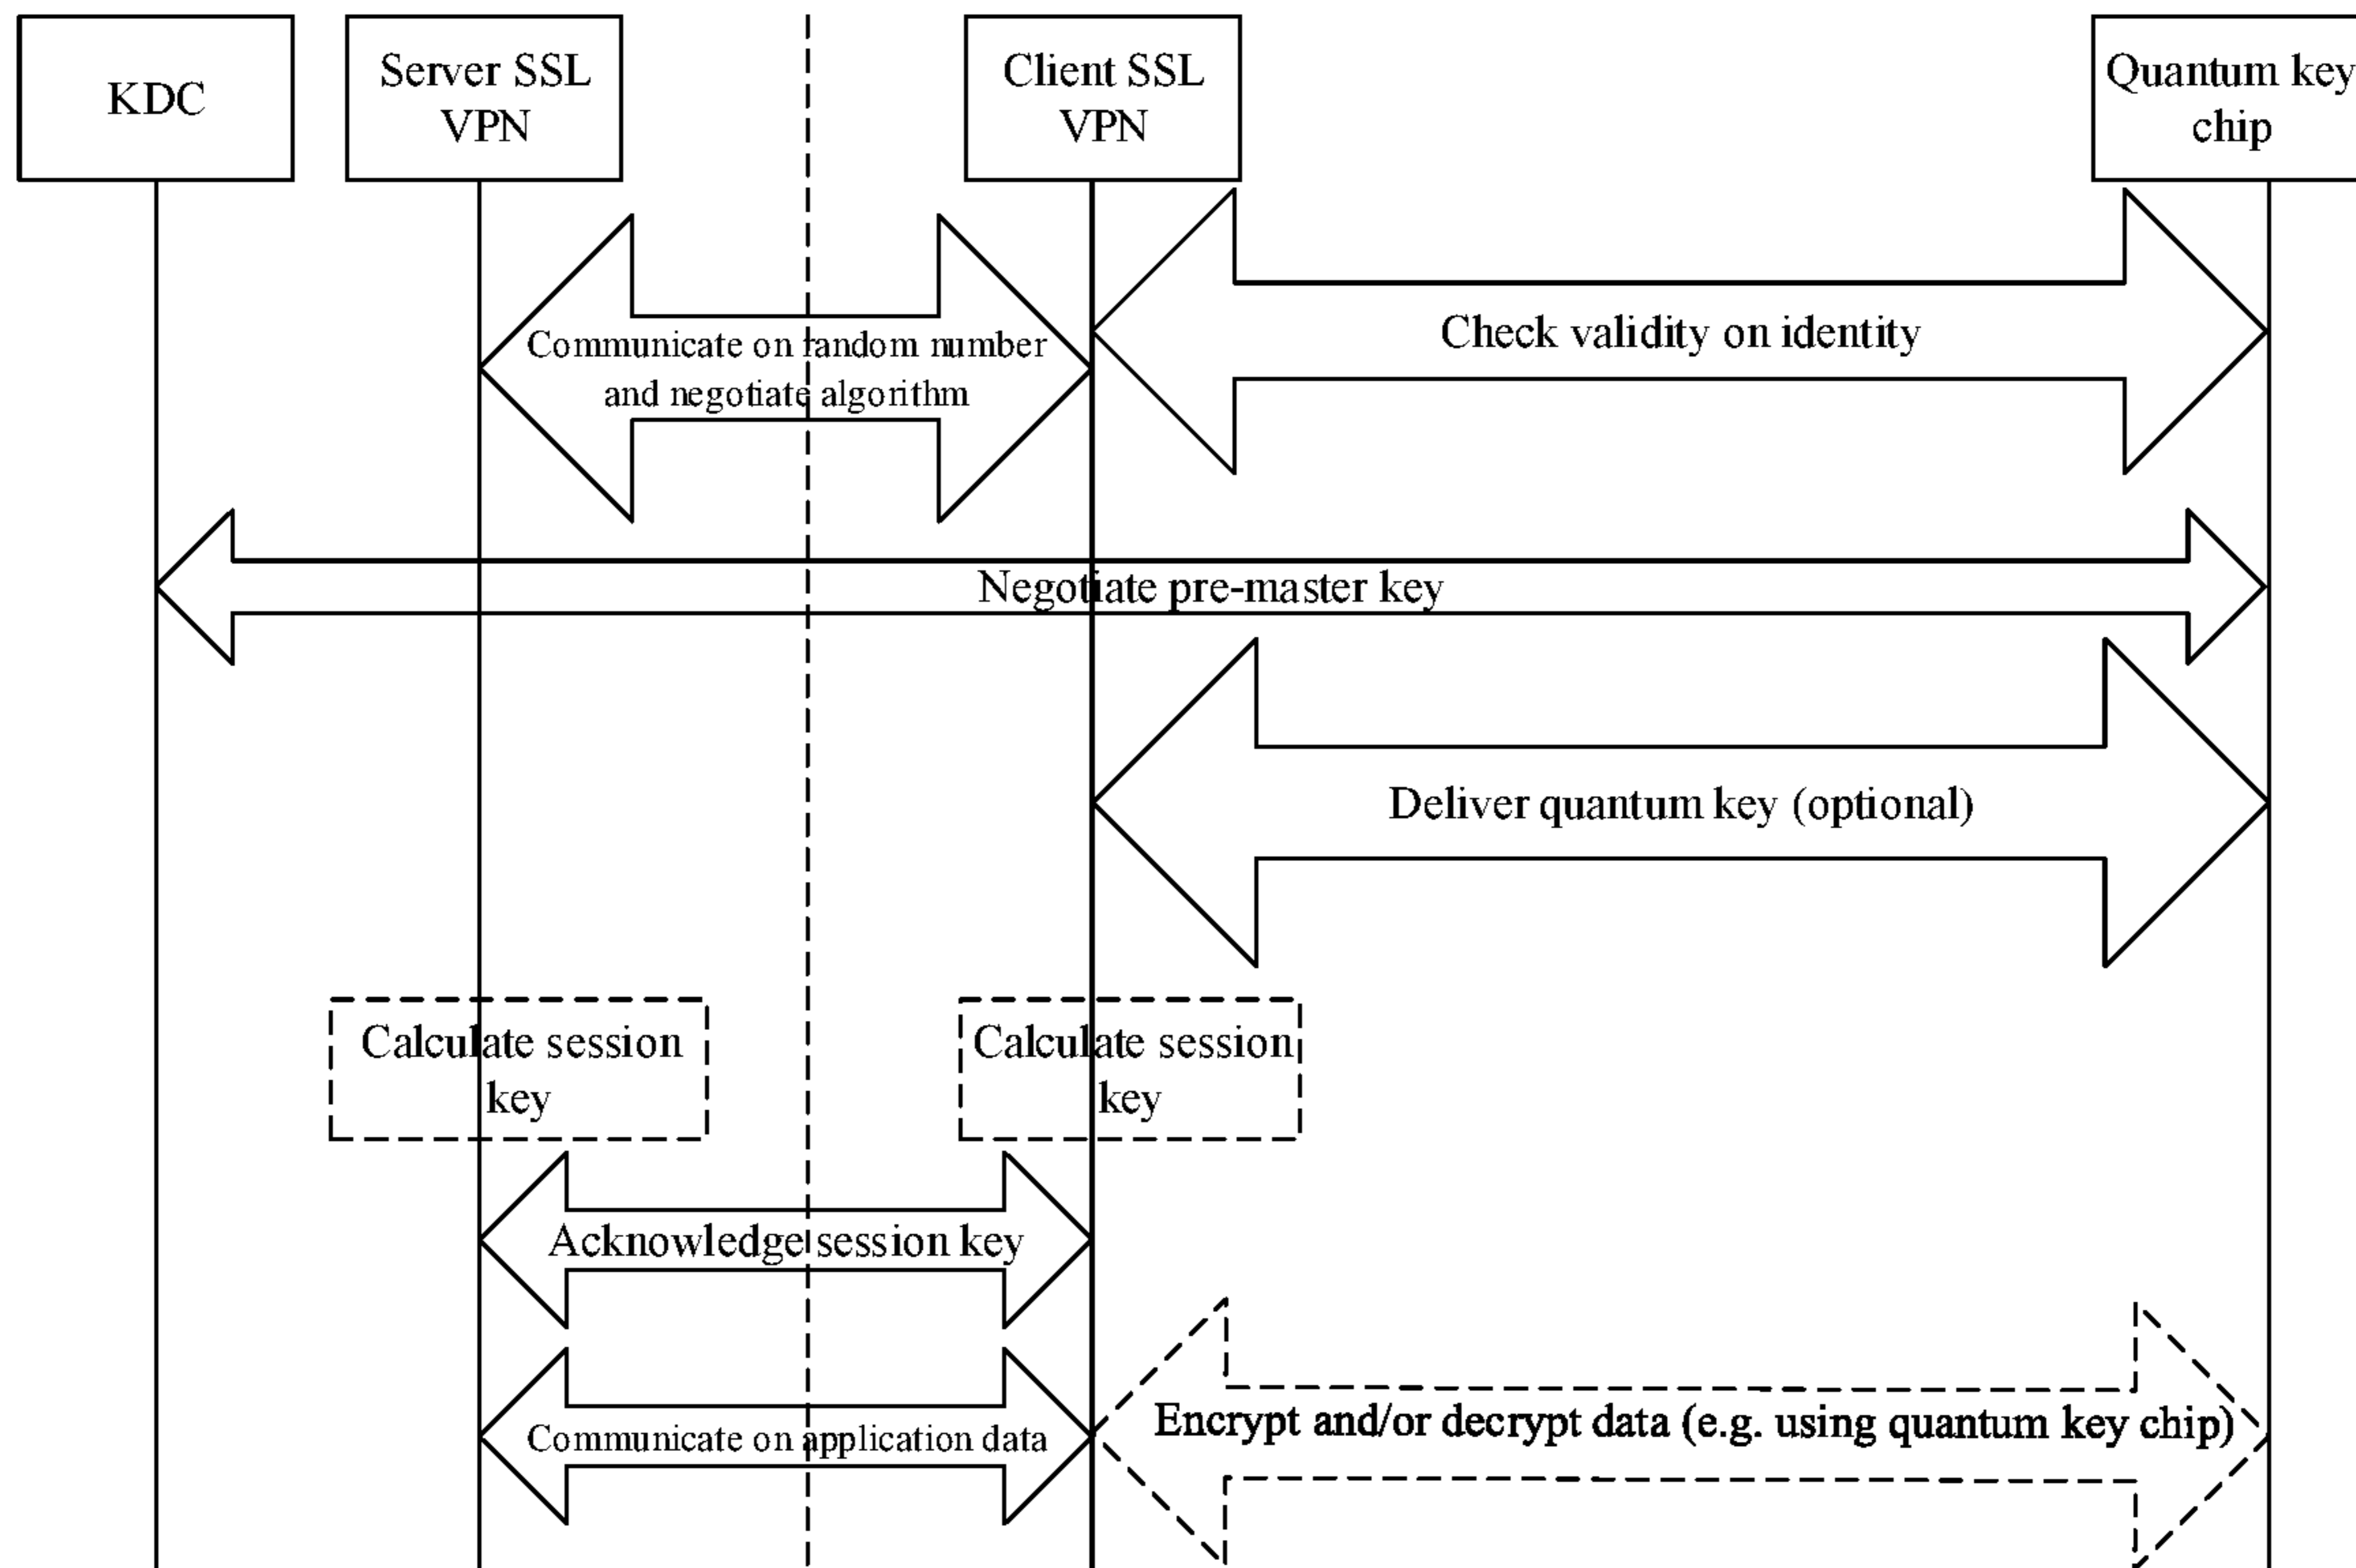 KDC
Server SSL
VPN
Client SSL
VPN
Quantum key
chip
Communicate on random number
and negotiate algorithm
Check validity on identity
Negotiate pre-master key
Deliver quantum key (optional)
Calculate session
key
Calculate session
key
Acknowledge session key
Communicate on application data
Encrypt and/or decrypt data (e.g. using quantum key chip)